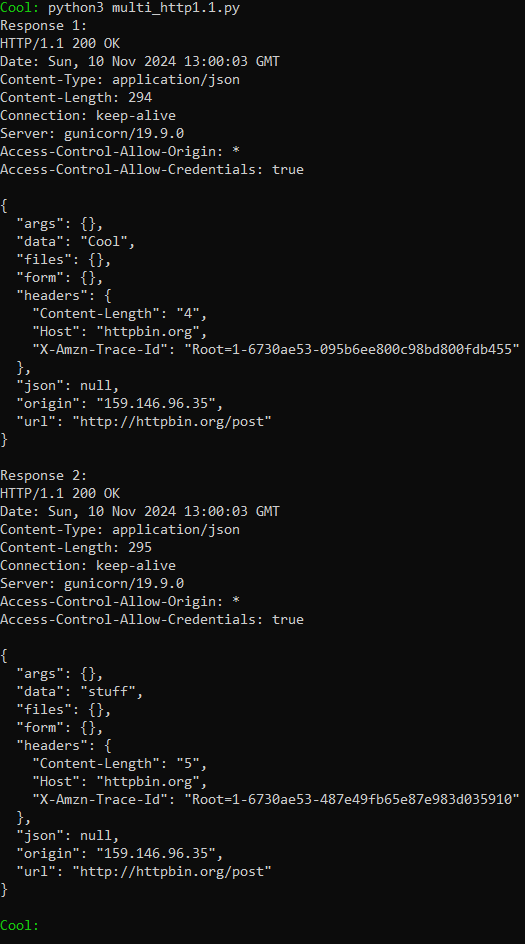 Cool: python3 multi_http1.1.py
Response 1:
HTTP/1.1 200 OK
Date: Sun, 10 Nov 2024 13:00:03 GMT
Content-Type: application/json
Content-Length: 294
Connection: keep-alive
Server: gunicorn/19.9.0
Access-Control-Allow-Origin: *
Access-Control-Allow-Credentials: true

{
  "args": {},
  "data": "Cool",
  "files": {},
  "form": {},
  "headers": {
    "Content-Length": "4",
    "Host": "httpbin.org",
    "X-Amzn-Trace-Id": "Root=1-6730ae53-095b6ee800c98bd800fdb455"
  },
  "json": null,
  "origin": "159.146.96.35",
  "url": "http://httpbin.org/post"
}

Response 2:
HTTP/1.1 200 OK
Date: Sun, 10 Nov 2024 13:00:03 GMT
Content-Type: application/json
Content-Length: 295
Connection: keep-alive
Server: gunicorn/19.9.0
Access-Control-Allow-Origin: *
Access-Control-Allow-Credentials: true

{
  "args": {},
  "data": "stuff",
  "files": {},
  "form": {},
  "headers": {
    "Content-Length": "5",
    "Host": "httpbin.org",
    "X-Amzn-Trace-Id": "Root=1-6730ae53-487e49fb65e87e983d035910"
  },
  "json": null,
  "origin": "159.146.96.35",
  "url": "http://httpbin.org/post"
}

Cool: